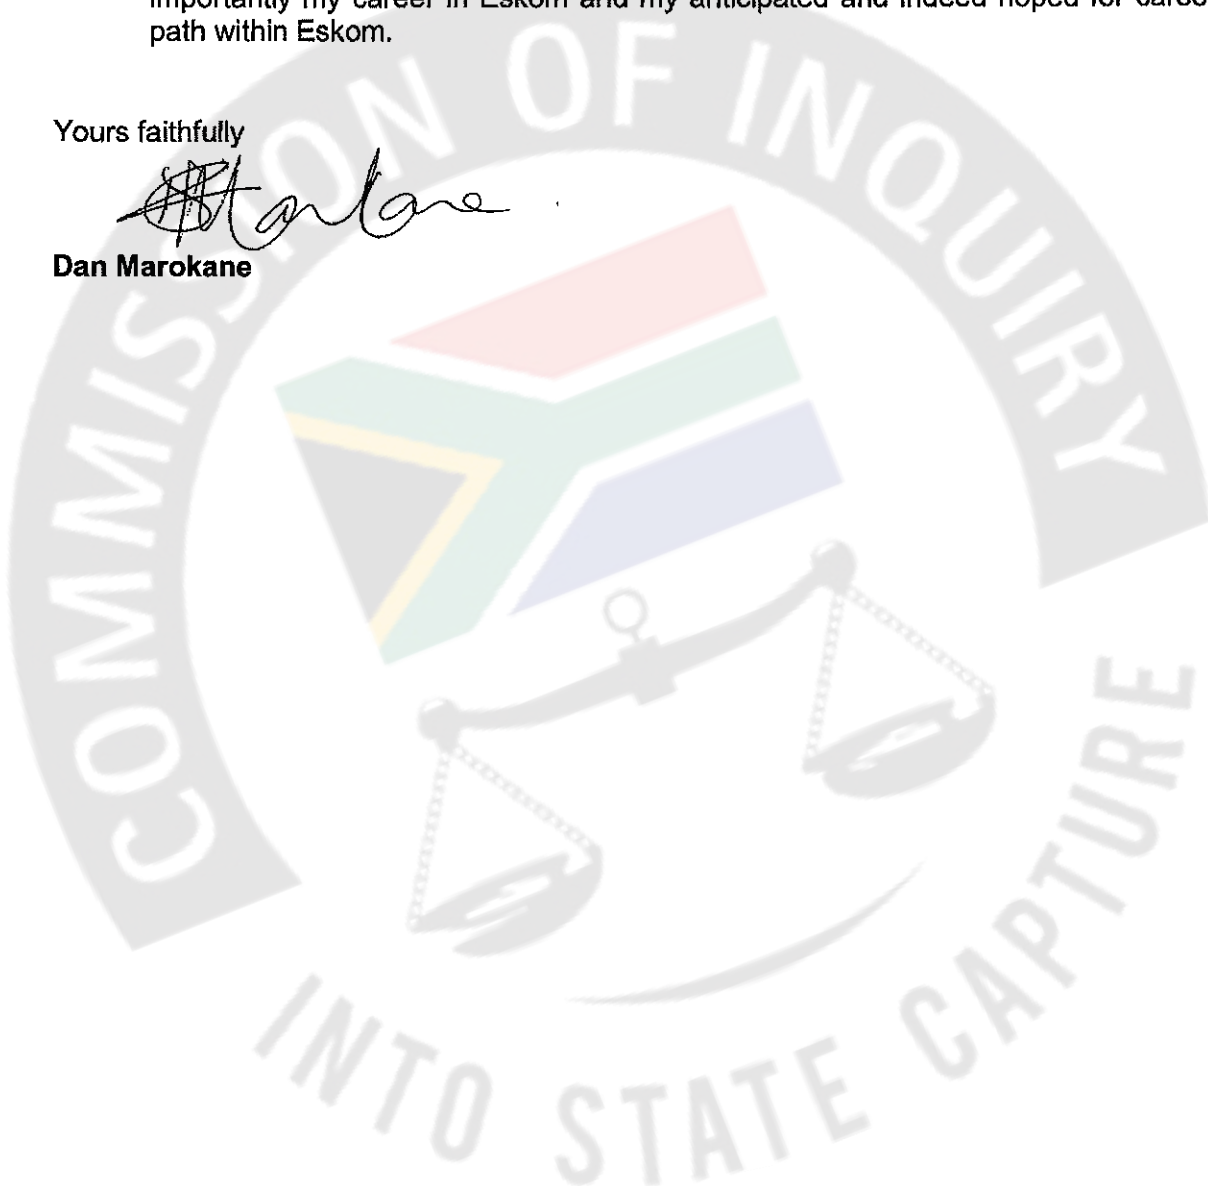 importantly my career in Eskom and my anticipated and indeed hoped for
path within Eskom.
Yours faithfully
Dan Marokane
COMMISSION OF INQUIRY
INTO STATE CAPTURE